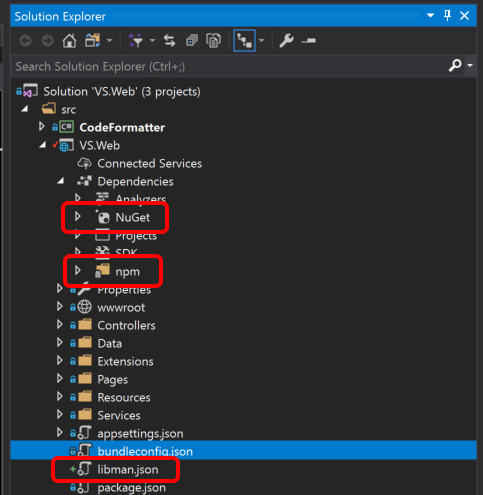 Solution Explorer
Search Solution Explorer (Ctrl+;)
Solution 'VS.Web' (3 projects)
src
C# CodeFormatter
VS.Web
Connected Services
Dependencies
Analyzers
NuGet
Projects
SDK
npm
Properties
wwwroot
Controllers
Data
Extensions
Pages
Resources
Services
appsettings.json
bundleconfig.json
libman.json
package.json